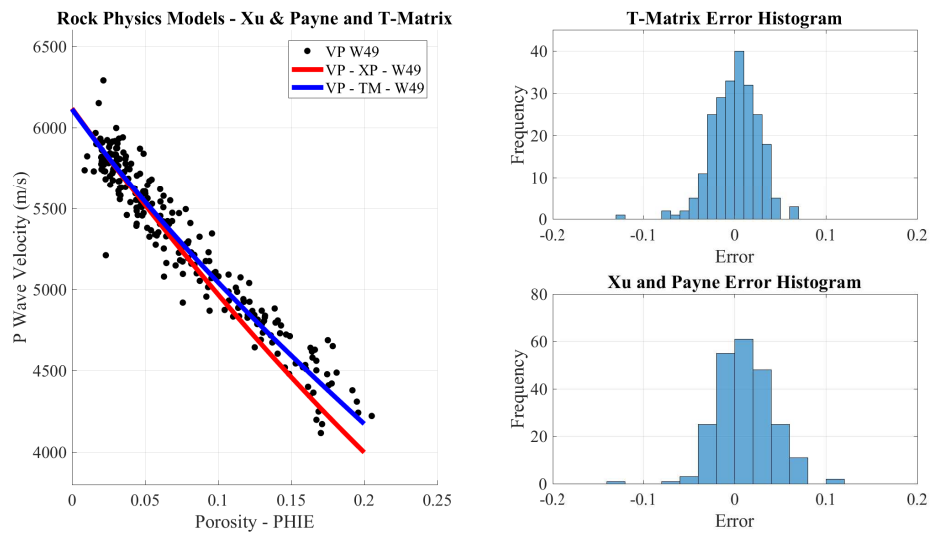 Rock Physics Models - Xu & Payne and T-Matrix
6500
6000
5500
5000
4500
4000
0
0.05
0.1
0.15
0.2
0.25
P Wave Velocity (m/s)
Porosity - PHIE
VP W49
VP - XP - W49
VP - TM - W49
T-Matrix Error Histogram
40
30
20
10
0
-0.2
-0.1
0
0.1
0.2
Frequency
Error
Xu and Payne Error Histogram
80
60
40
20
0
-0.2
-0.1
0
0.1
0.2
Frequency
Error